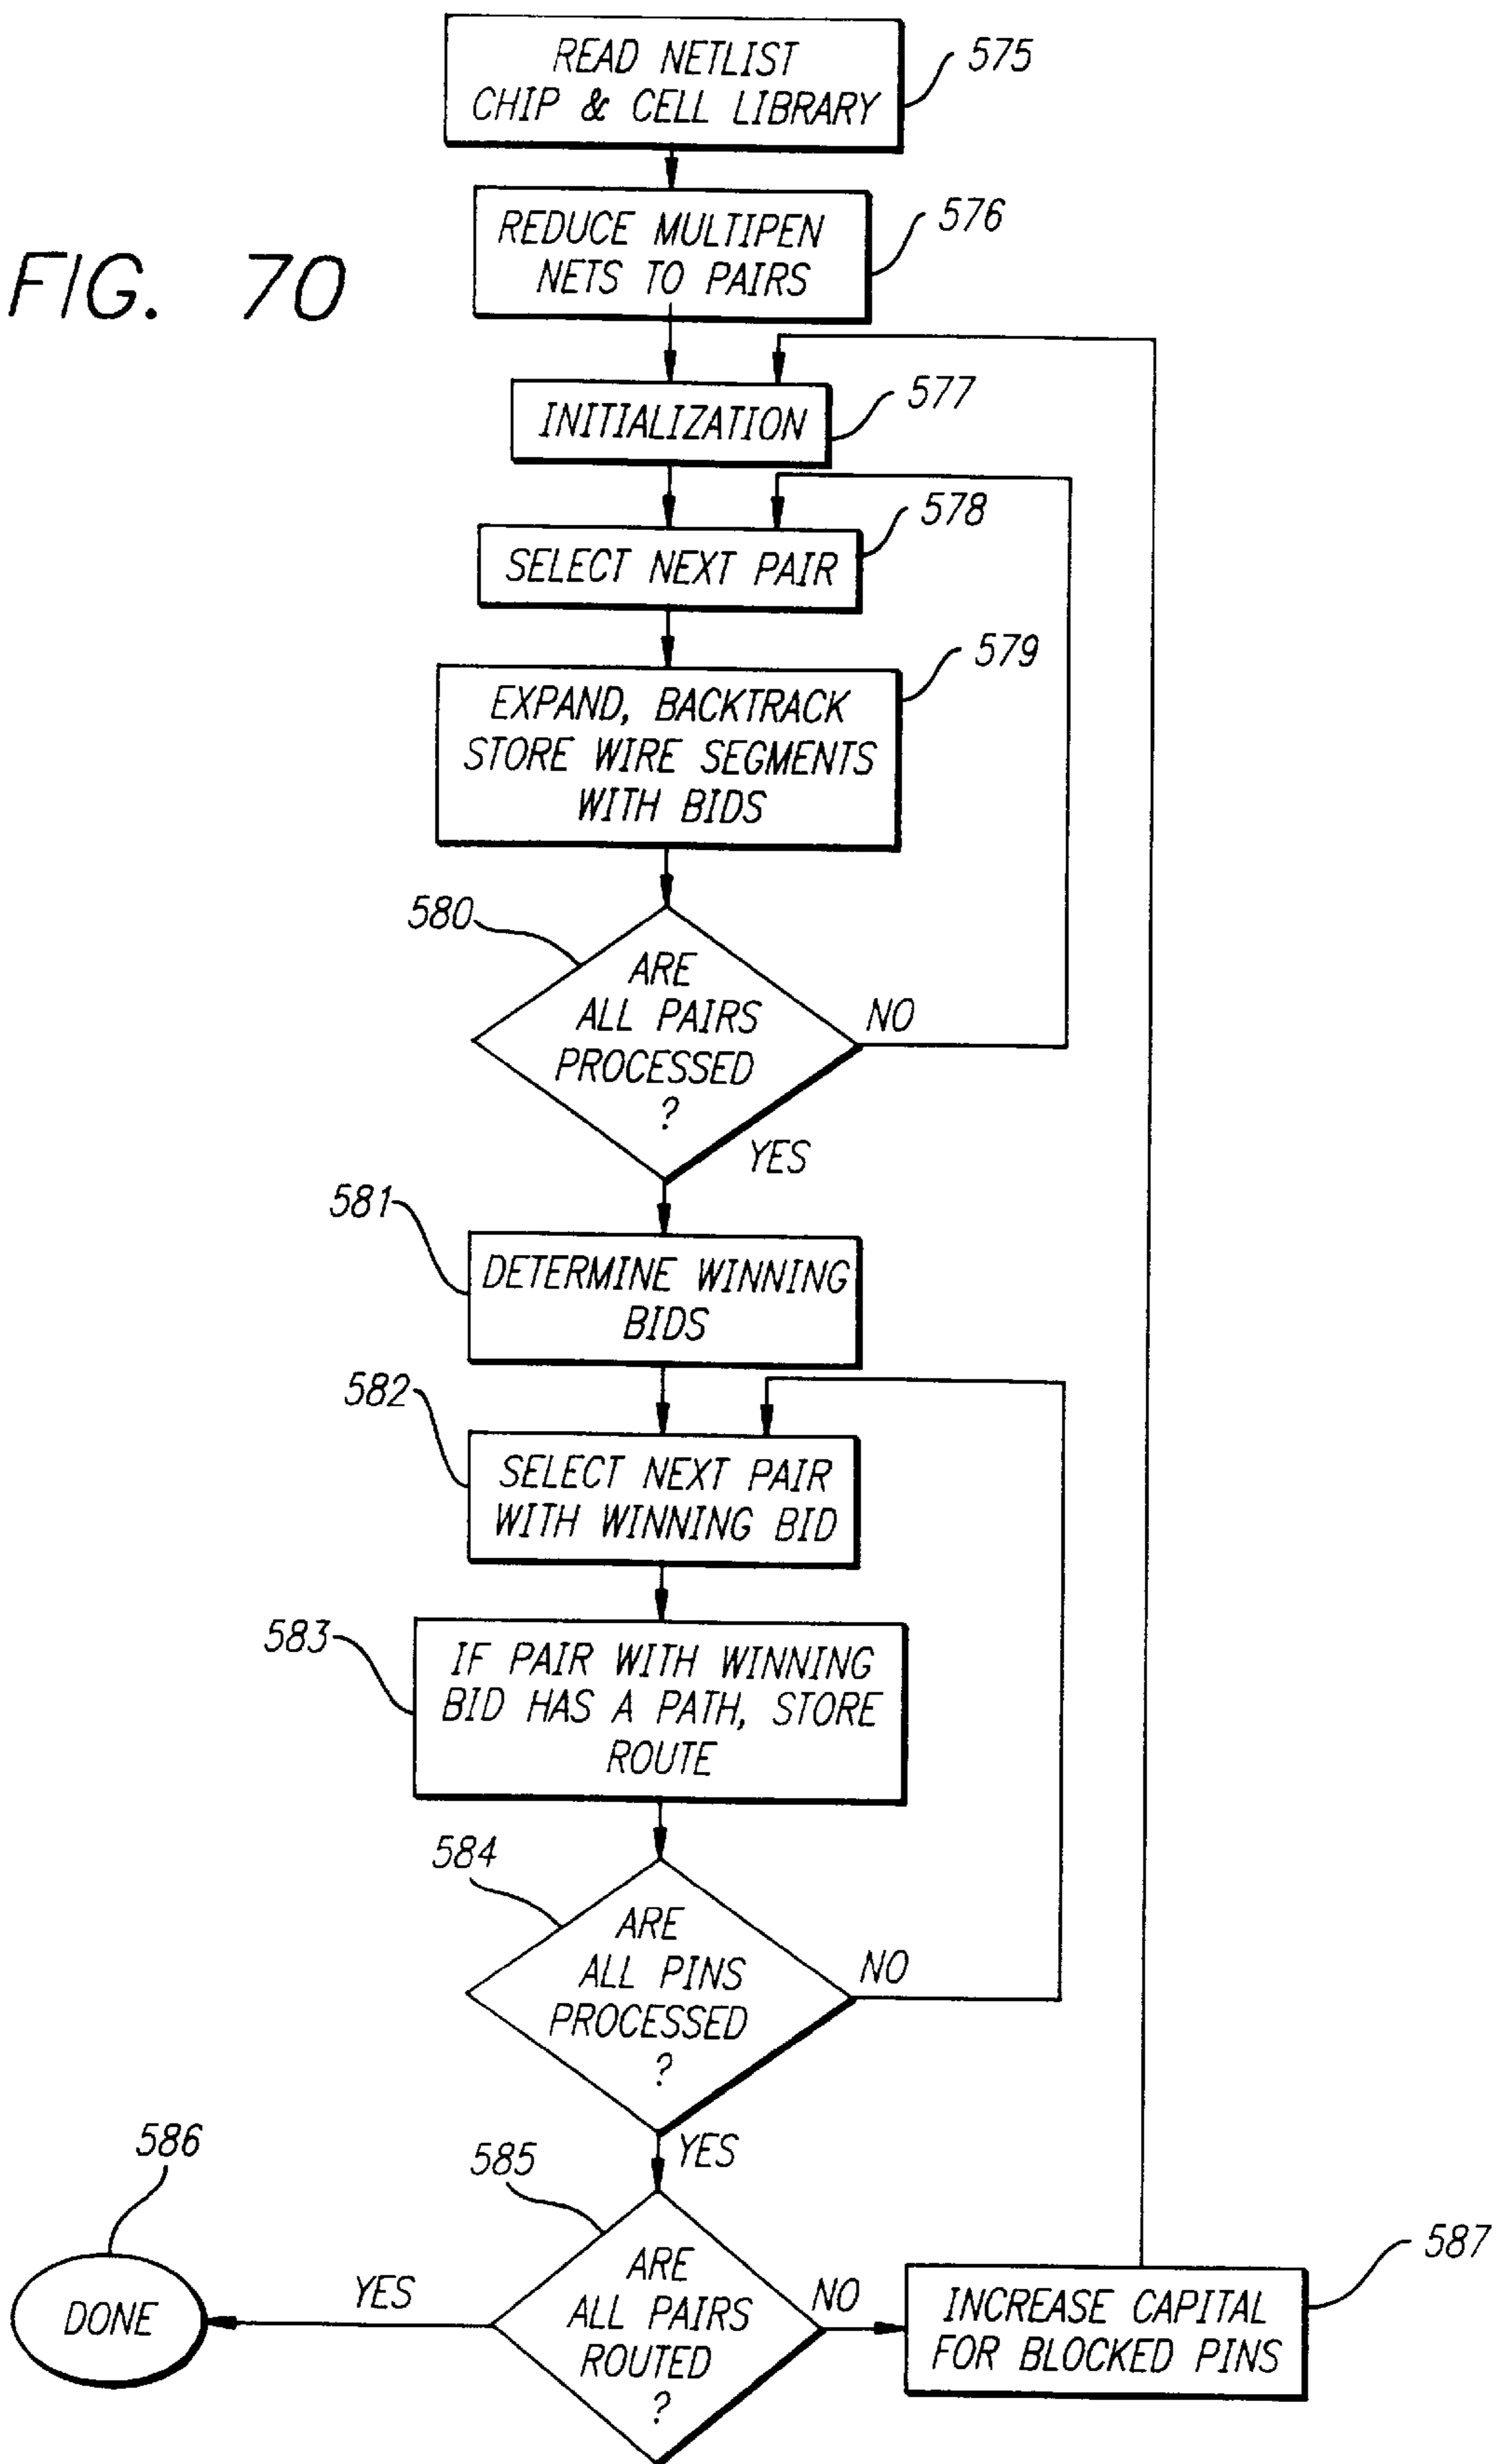 READ NETLIST
CHIP & CELL LIBRARY
575
REDUCE MULTIPEN
NETS TO PAIRS
576
FIG. 70
INITIALIZATION
577
SELECT NEXT PAIR
578
EXPAND, BACKTRACK
STORE WIRE SEGMENTS
WITH BIDS
579
580
ARE
ALL PAIRS
PROCESSED
?
NO
YES
581
DETERMINE WINNING
BIDS
582
SELECT NEXT PAIR
WITH WINNING BID
583
IF PAIR WITH WINNING
BID HAS A PATH, STORE
ROUTE
584
ARE
ALL PINS
PROCESSED
?
NO
YES
585
ARE
ALL PAIRS
ROUTED
?
YES
586
DONE
NO
587
INCREASE CAPITAL
FOR BLOCKED PINS